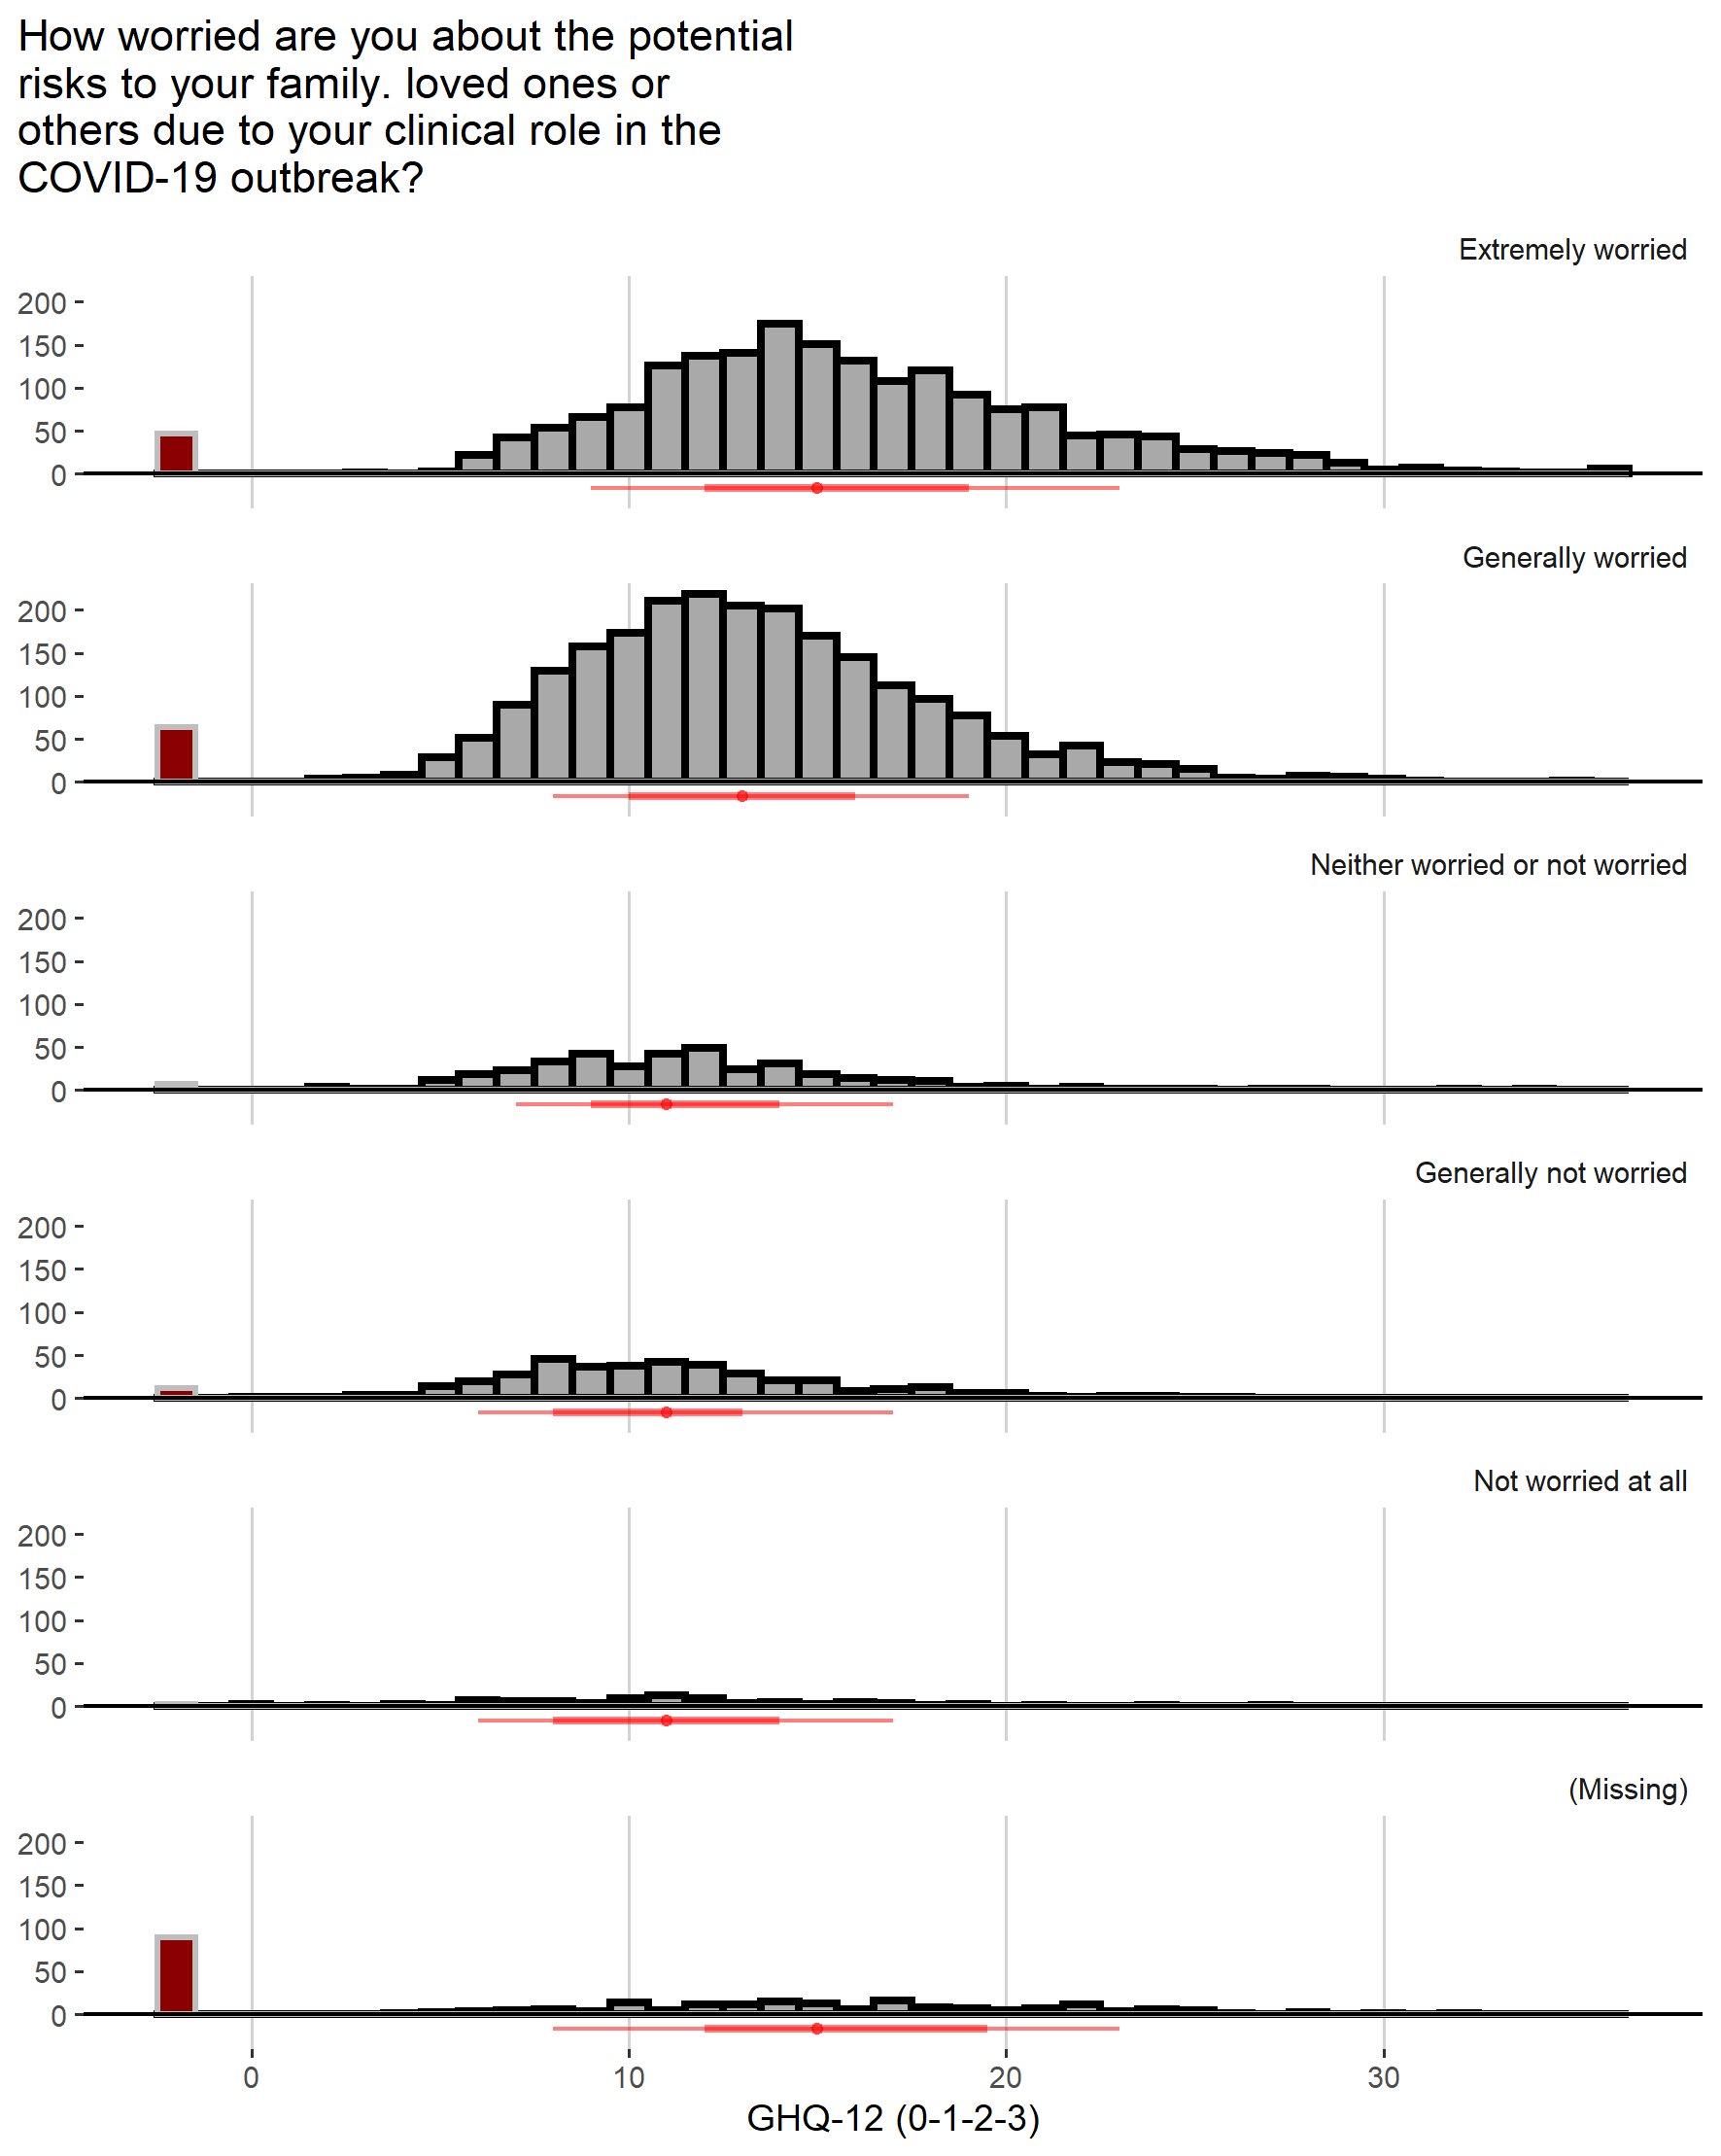 How worried are you about the potential
risks to your family. loved ones or
others due to your clinical role in the
COVID-19 outbreak?
Extremely worried
200
150
100
50
0
Generally worried
200
150
100
50
0
Neither worried or not worried
200
150
100
50
0
Generally not worried
200
150
100
50
0
Not worried at all
200
150
100
50
0
(Missing)
200
150
100
50
0
0 10 20 30
GHQ-12 (0-1-2-3)